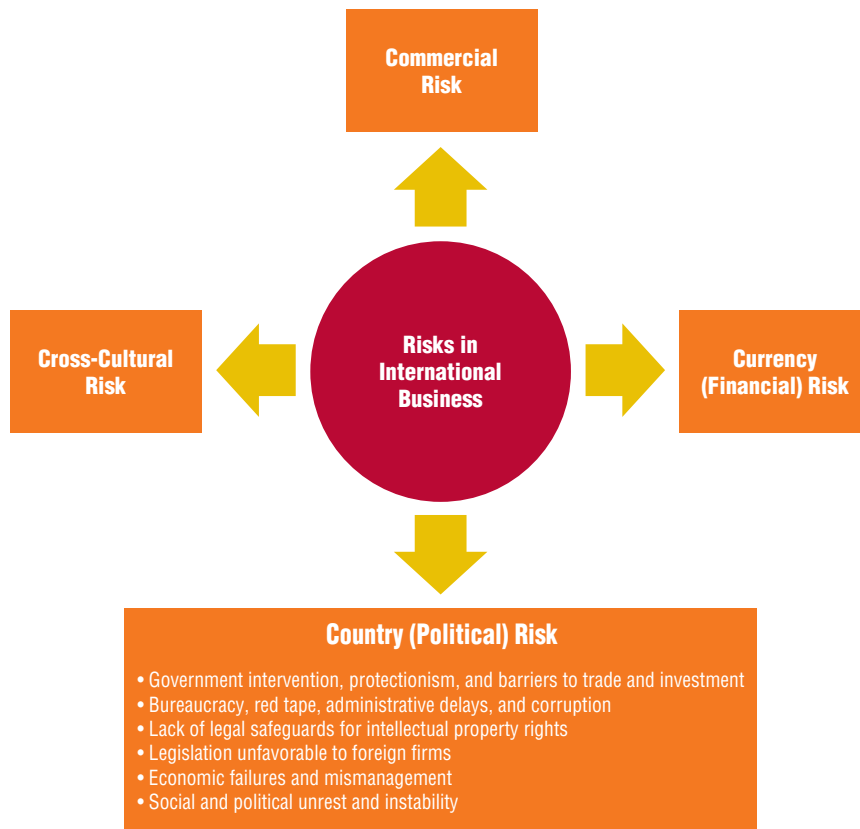 Commercial
Risk
Cross-Cultural
Risk
Risks in
International
Business
Currency
(Financial) Risk
Country (Political) Risk
• Government intervention, protectionism, and barriers to trade and investment
• Bureaucracy, red tape, administrative delays, and corruption
• Lack of legal safeguards for intellectual property rights
• Legislation unfavorable to foreign firms
• Economic failures and mismanagement
• Social and political unrest and instability